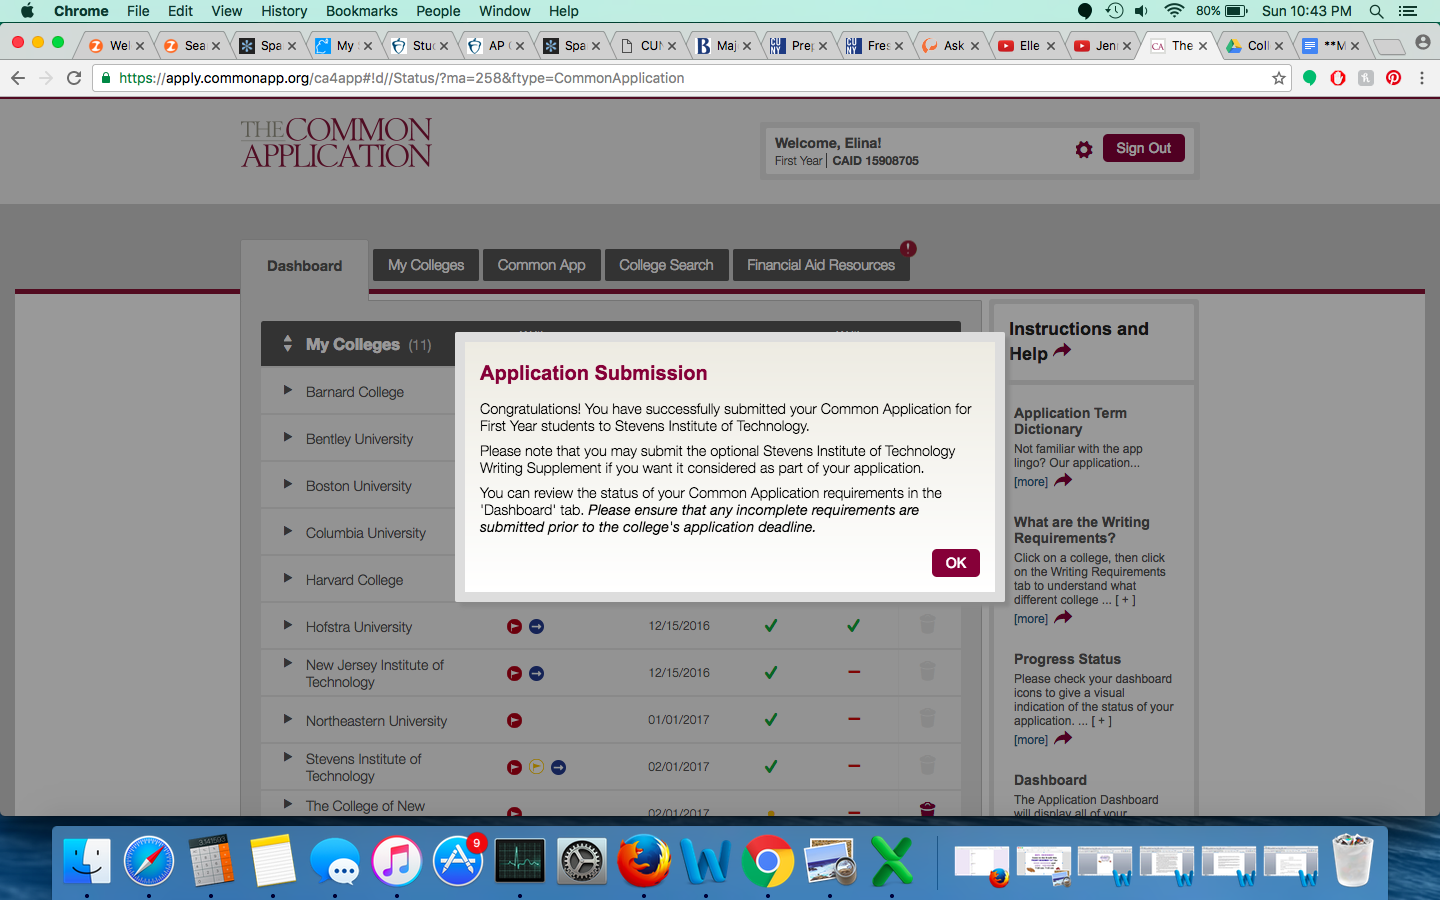 Chrome File Edit View History Bookmarks People Window Help 80% Sun 10:43 PM
Wel Sea Spa My Stu AP Spa CUN Maj Prep Fres Ask Elle Jenr The Coll **M
https://apply.commonapp.org/ca4app#!d//Status/?ma=258&ftype=CommonApplication
THE COMMON
APPLICATION
Welcome, Elina!
First Year | CAID 15908705
Sign Out
Dashboard My Colleges Common App College Search Financial Aid Resources
My Colleges (11)
Barnard College
Bentley University
Boston University
Columbia University
Harvard College
Hofstra University 12/15/2016
New Jersey Institute of
Technology 12/15/2016
Northeastern University 01/01/2017
Stevens Institute of
Technology 02/01/2017
The College of New 02/01/2017
Application Submission
Congratulations! You have successfully submitted your Common Application for
First Year students to Stevens Institute of Technology.
Please note that you may submit the optional Stevens Institute of Technology
Writing Supplement if you want it considered as part of your application.
You can review the status of your Common Application requirements in the
'Dashboard' tab. Please ensure that any incomplete requirements are
submitted prior to the college's application deadline.
OK
Instructions and
Help
Application Term
Dictionary
Not familiar with the app
lingo? Our application...
[more]
What are the Writing
Requirements?
Click on a college, then click
on the Writing Requirements
tab to understand what
different college ... [ + ]
[more]
Progress Status
Please check your dashboard
icons to give a visual
indication of the status of your
application. ... [ + ]
[more]
Dashboard
The Application Dashboard
will display all of your
9